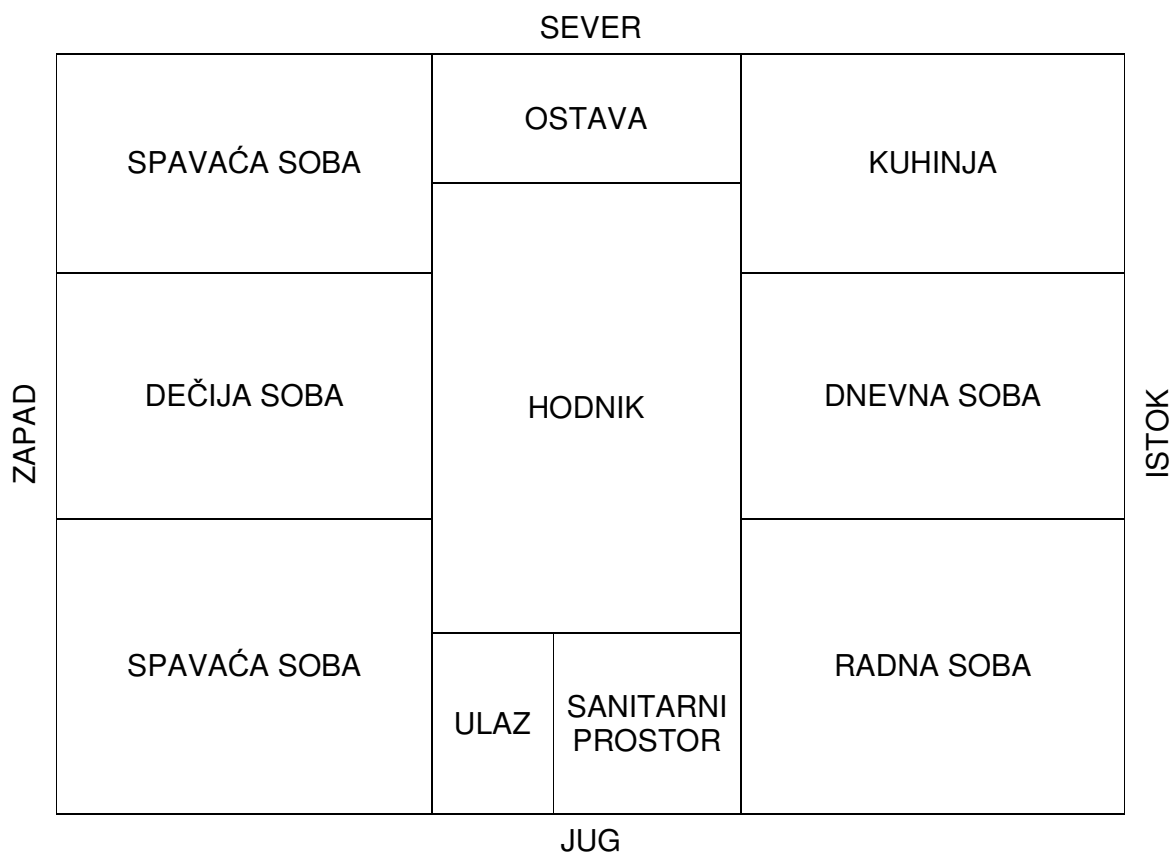 SEVER
OSTAVA
SPAVAĆA SOBA
KUHINJA
ZAPAD
DEČIJA SOBA
HODNIK
DNEVNA SOBA
ISTOK
SPAVAĆA SOBA
RADNA SOBA
ULAZ
SANITARNI
PROSTOR
JUG